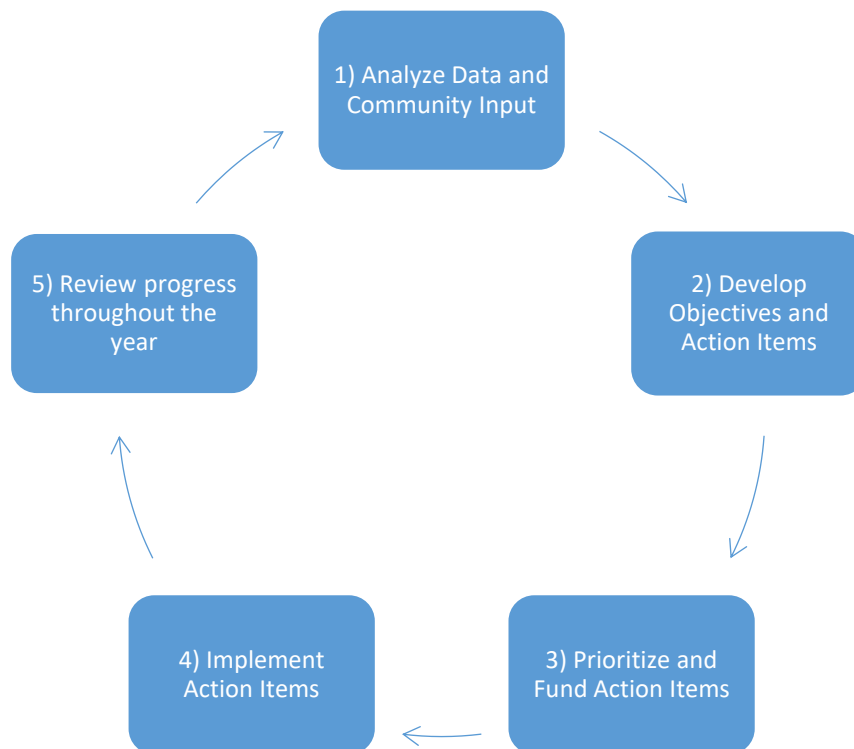 1) Analyze Data and
Community Input
2) Develop
Objectives and
Action Items
3) Prioritize and
Fund Action Items
4) Implement
Action Items
5) Review progress
throughout the
year